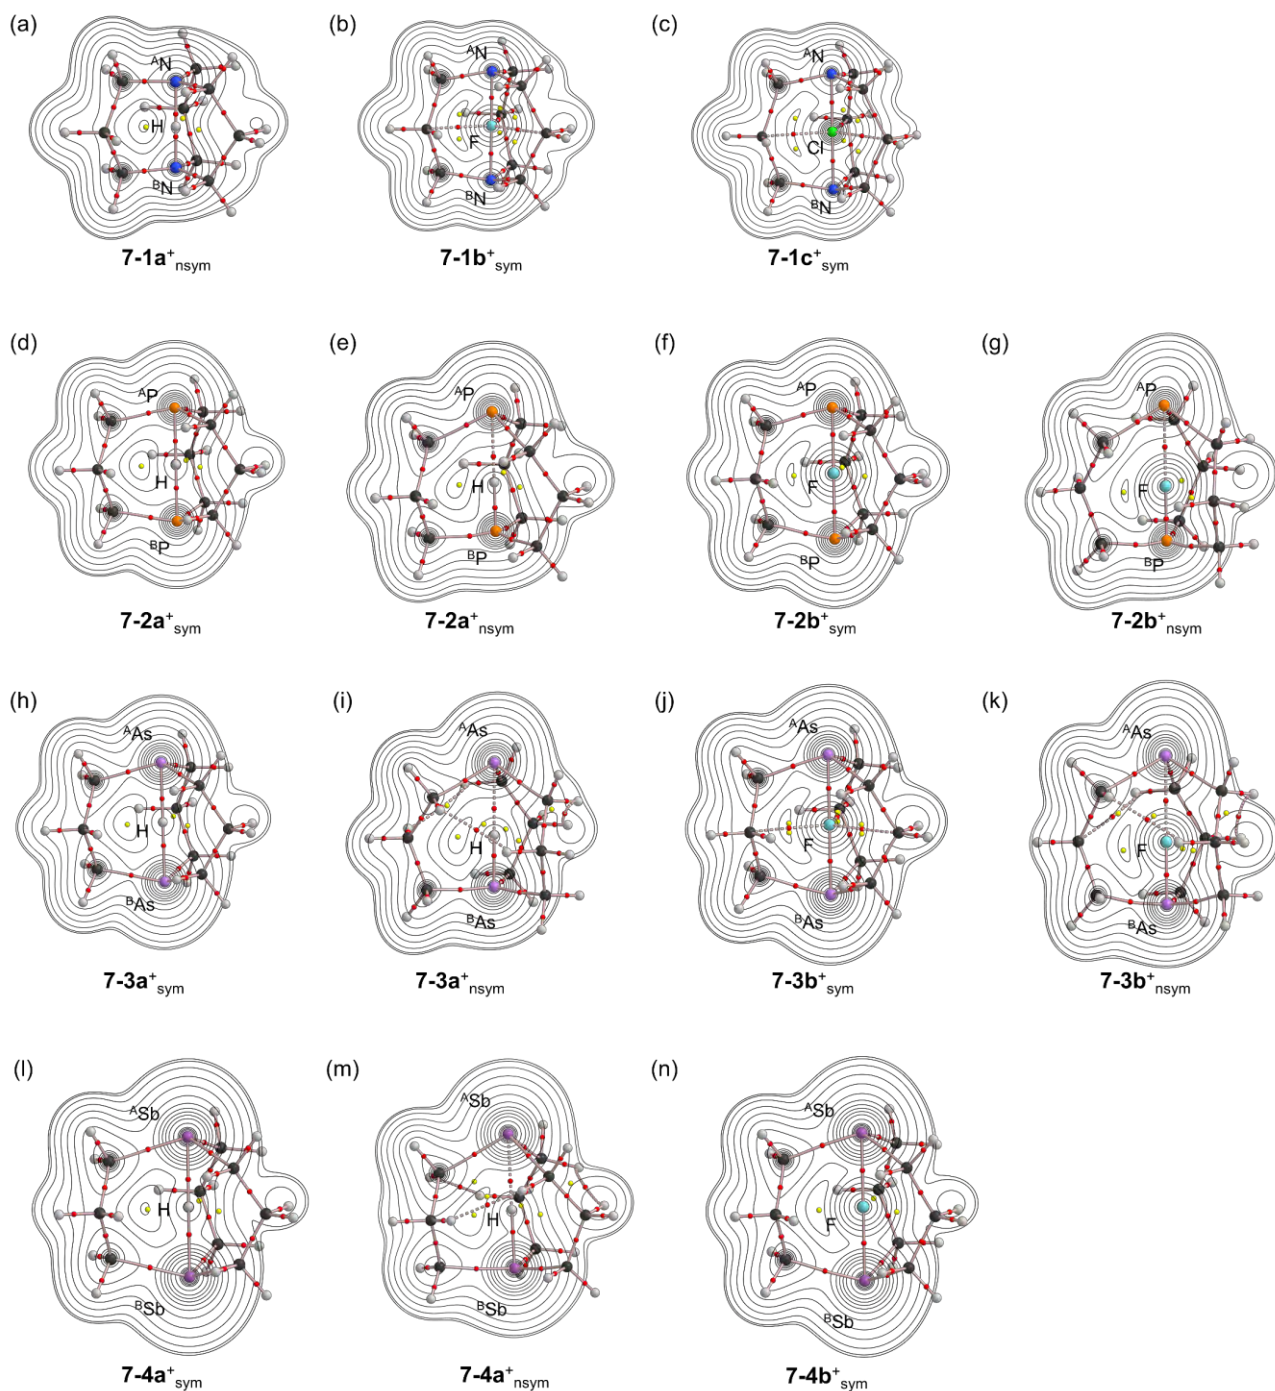 (a) (b) (c)
ᴬN ᴬN ᴬN
H F Cl
ᴮN ᴮN ᴮN
7-1a⁺nsym 7-1b⁺sym 7-1c⁺sym
(d) (e) (f) (g)
ᴬP ᴬP ᴬP ᴬP
H H F F
ᴮP ᴮP ᴮP ᴮP
7-2a⁺sym 7-2a⁺nsym 7-2b⁺sym 7-2b⁺nsym
(h) (i) (j) (k)
ᴬAs ᴬAs ᴬAs ᴬAs
H H F F
ᴮAs ᴮAs ᴮAs ᴮAs
7-3a⁺sym 7-3a⁺nsym 7-3b⁺sym 7-3b⁺nsym
(l) (m) (n)
ᴬSb ᴬSb ᴬSb
H H F
ᴮSb ᴮSb ᴮSb
7-4a⁺sym 7-4a⁺nsym 7-4b⁺sym